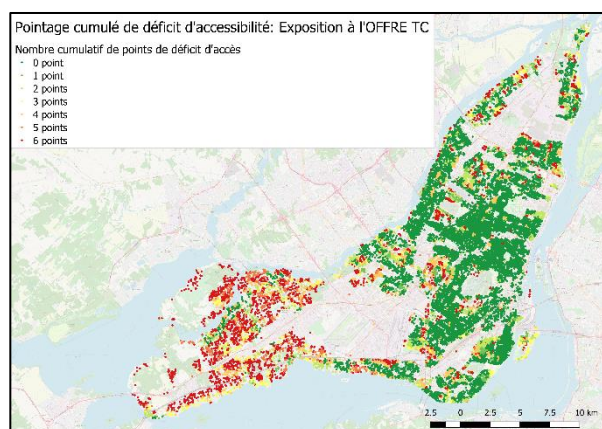 Pointage cumulé de déficit d'accessibilité: Exposition à l'OFFRE TC
Nombre cumulatif de points de déficit d'accès
0 point
1 point
2 points
3 points
4 points
5 points
6 points
2.5 0 2.5 5 7.5 10 km